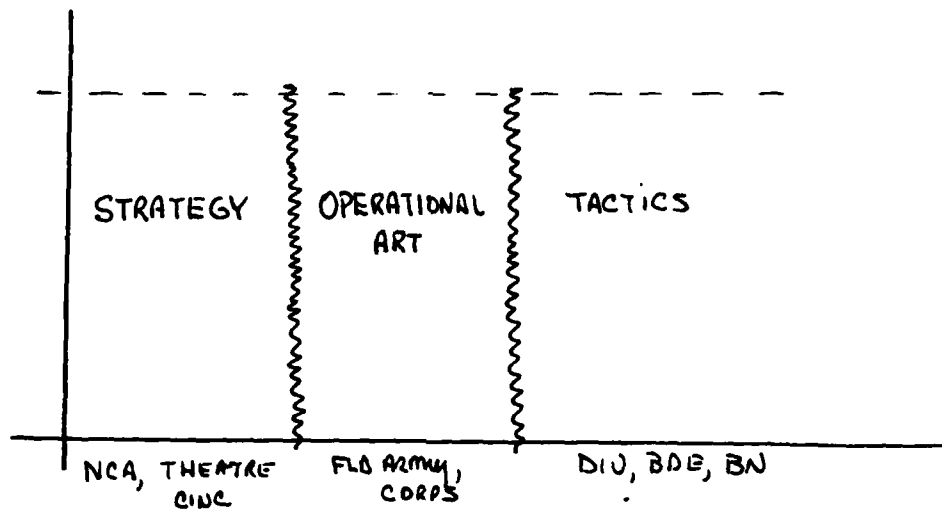 STRATEGY
OPERATIONAL
ART
TACTICS
NCA, THEATRE
CINC
FLD ARMY,
CORPS
DIV, BDE, BN